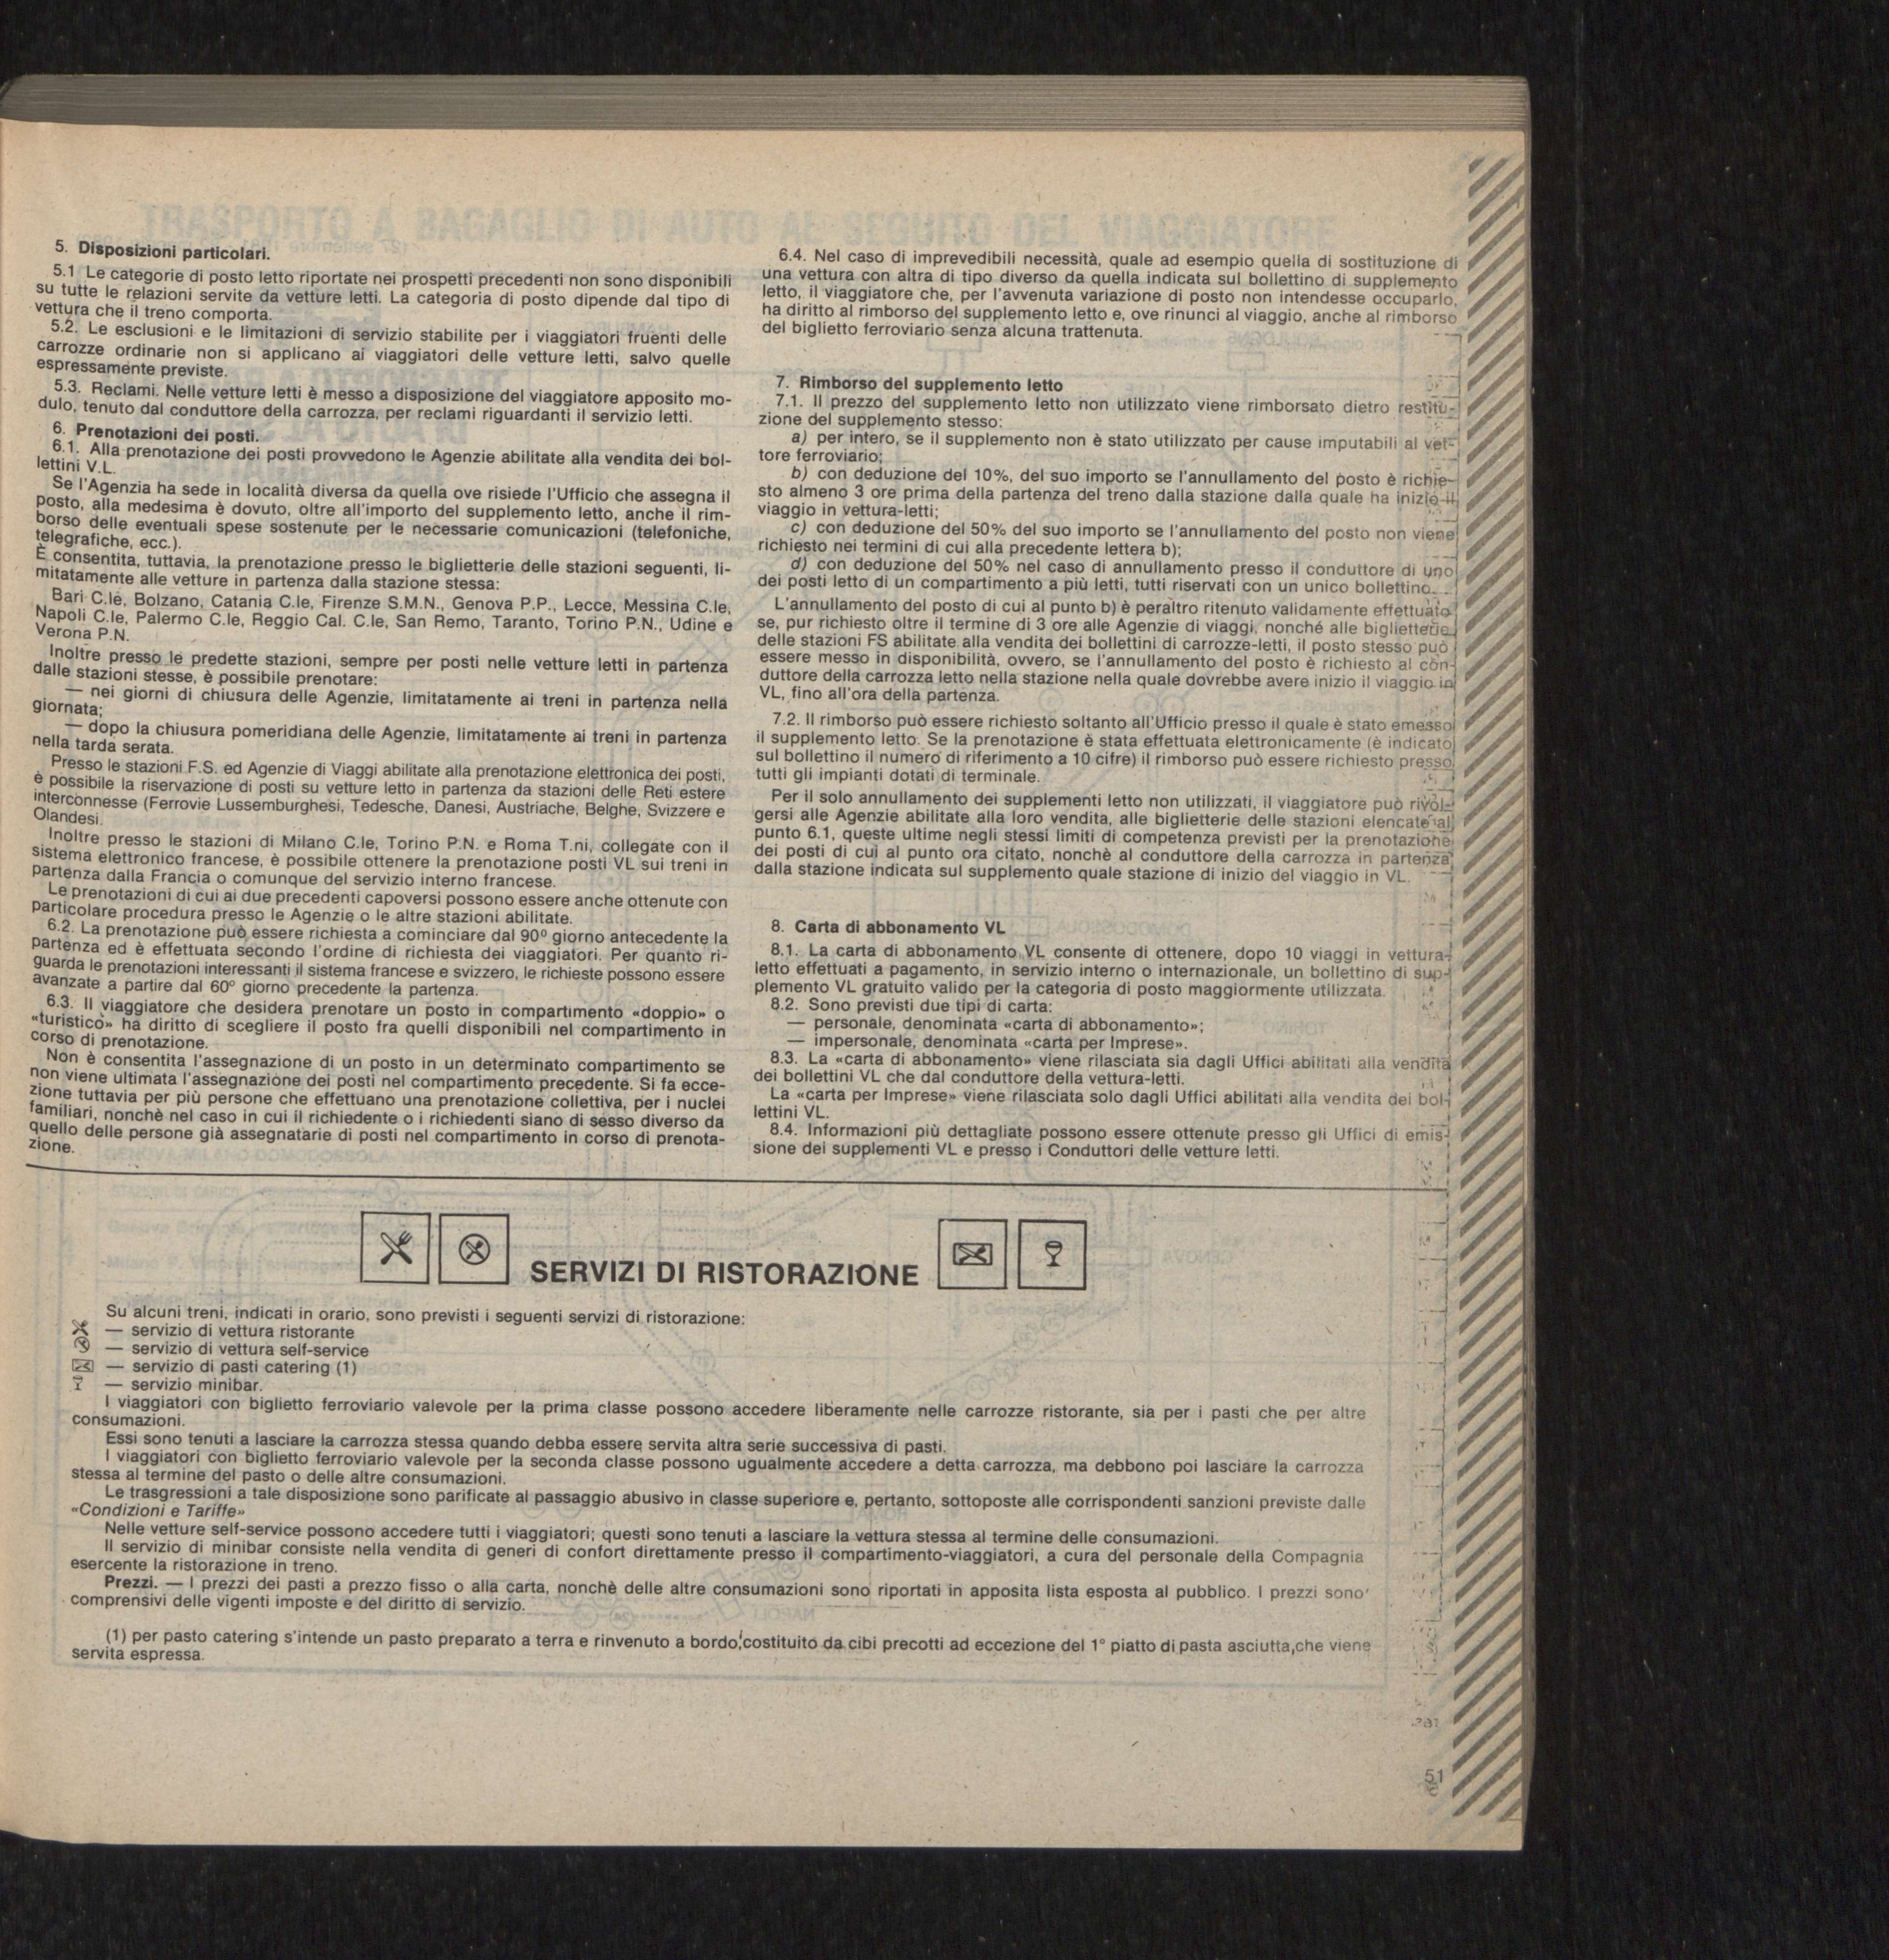 5. Disposizioni particolari.
5.1 Le categorie di posto letto riportate nei prospetti precedenti non sono disponibili
su tutte le relazioni servite da vetture letti. La categoria di posto dipende dal tipo di
vettura che il treno comporta.
5.2. Le esclusioni e le limitazioni di servizio stabilite per i viaggiatori fruenti delle
carrozze ordinarie non si applicano ai viaggiatori delle vetture letti, salvo quelle
espressamente previste.
5.3. Reclami. Nelle vetture letti è messo a disposizione del viaggiatore apposito mo-
dulo, tenuto dal conduttore della carrozza, per reclami riguardanti il servizio letti.
6. Prenotazioni dei posti.
6.1. Alla prenotazione dei posti provvedono le Agenzie abilitate alla vendita dei bol-
lettini V.L.
Se l'Agenzia ha sede in località diversa da quella ove risiede l'Ufficio che assegna il
posto, alla medesima è dovuto, oltre all'importo del supplemento letto, anche il rim-
borso delle eventuali spese sostenute per le necessarie comunicazioni (telefoniche,
telegrafiche, ecc.).
È consentita, tuttavia, la prenotazione presso le biglietterie delle stazioni seguenti, li-
mitatamente alle vetture in partenza dalla stazione stessa:
Bari C.le, Bolzano, Catania C.le, Firenze S.M.N., Genova P.P., Lecce, Messina C.le,
Napoli C.le, Palermo C.le, Reggio Cal. C.le, San Remo, Taranto, Torino P.N., Udine e
Verona P.N.
Inoltre presso le predette stazioni, sempre per posti nelle vetture letti in partenza
dalle stazioni stesse, è possibile prenotare:
— nei giorni di chiusura delle Agenzie, limitatamente ai treni in partenza nella
giornata;
— dopo la chiusura pomeridiana delle Agenzie, limitatamente ai treni in partenza
nella tarda serata.
Presso le stazioni F.S. ed Agenzie di Viaggi abilitate alla prenotazione elettronica dei posti,
è possibile la riservazione di posti su vetture letto in partenza da stazioni delle Reti estere
interconnesse (Ferrovie Lussemburghesi, Tedesche, Danesi, Austriache, Belghe, Svizzere e
Olandesi.
Inoltre presso le stazioni di Milano C.le, Torino P.N. e Roma T.ni, collegate con il
sistema elettronico francese, è possibile ottenere la prenotazione posti VL sui treni in
partenza dalla Francia o comunque del servizio interno francese.
Le prenotazioni di cui ai due precedenti capoversi possono essere anche ottenute con
particolare procedura presso le Agenzie o le altre stazioni abilitate.
6.2. La prenotazione può essere richiesta a cominciare dal 90º giorno antecedente la
partenza ed è effettuata secondo l'ordine di richiesta dei viaggiatori. Per quanto ri-
guarda le prenotazioni interessanti il sistema francese e svizzero, le richieste possono essere
avanzate a partire dal 60º giorno precedente la partenza.
6.3. Il viaggiatore che desidera prenotare un posto in compartimento «doppio» o
«turistico» ha diritto di scegliere il posto fra quelli disponibili nel compartimento in
corso di prenotazione.
Non è consentita l'assegnazione di un posto in un determinato compartimento se
non viene ultimata l'assegnazione dei posti nel compartimento precedente. Si fa ecce-
zione tuttavia per più persone che effettuano una prenotazione collettiva, per i nuclei
familiari, nonchè nel caso in cui il richiedente o i richiedenti siano di sesso diverso da
quello delle persone già assegnatarie di posti nel compartimento in corso di prenota-
zione.
6.4. Nel caso di imprevedibili necessità, quale ad esempio quella di sostituzione di
una vettura con altra di tipo diverso da quella indicata sul bollettino di supplemento
letto, il viaggiatore che, per l'avvenuta variazione di posto non intendesse occuparlo,
ha diritto al rimborso del supplemento letto e, ove rinunci al viaggio, anche al rimborso
del biglietto ferroviario senza alcuna trattenuta.
7. Rimborso del supplemento letto
7.1. Il prezzo del supplemento letto non utilizzato viene rimborsato dietro restitu-
zione del supplemento stesso:
a) per intero, se il supplemento non è stato utilizzato per cause imputabili al vet-
tore ferroviario;
b) con deduzione del 10%, del suo importo se l'annullamento del posto è richie-
sto almeno 3 ore prima della partenza del treno dalla stazione dalla quale ha inizio il
viaggio in vettura-letti;
c) con deduzione del 50% del suo importo se l'annullamento del posto non viene
richiesto nei termini di cui alla precedente lettera b);
d) con deduzione del 50% nel caso di annullamento presso il conduttore di uno
dei posti letto di un compartimento a più letti, tutti riservati con un unico bollettino.
L'annullamento del posto di cui al punto b) è peraltro ritenuto validamente effettuato
se, pur richiesto oltre il termine di 3 ore alle Agenzie di viaggi, nonché alle biglietterie
delle stazioni FS abilitate alla vendita dei bollettini di carrozze-letti, il posto stesso può
essere messo in disponibilità, ovvero, se l'annullamento del posto è richiesto al con-
duttore della carrozza letto nella stazione nella quale dovrebbe avere inizio il viaggio in
VL, fino all'ora della partenza.
7.2. Il rimborso può essere richiesto soltanto all'Ufficio presso il quale è stato emesso
il supplemento letto. Se la prenotazione è stata effettuata elettronicamente (è indicato
sul bollettino il numero di riferimento a 10 cifre) il rimborso può essere richiesto presso
tutti gli impianti dotati di terminale.
Per il solo annullamento dei supplementi letto non utilizzati, il viaggiatore può rivol-
gersi alle Agenzie abilitate alla loro vendita, alle biglietterie delle stazioni elencate al
punto 6.1, queste ultime negli stessi limiti di competenza previsti per la prenotazione
dei posti di cui al punto ora citato, nonchè al conduttore della carrozza in partenza
dalla stazione indicata sul supplemento quale stazione di inizio del viaggio in VL.
8. Carta di abbonamento VL
8.1. La carta di abbonamento VL consente di ottenere, dopo 10 viaggi in vettura-
letto effettuati a pagamento, in servizio interno o internazionale, un bollettino di sup-
plemento VL gratuito valido per la categoria di posto maggiormente utilizzata.
8.2. Sono previsti due tipi di carta:
— personale, denominata «carta di abbonamento»;
— impersonale, denominata «carta per Imprese».
8.3. La «carta di abbonamento» viene rilasciata sia dagli Uffici abilitati alla vendita
dei bollettini VL che dal conduttore della vettura-letti.
La «carta per Imprese» viene rilasciata solo dagli Uffici abilitati alla vendita dei bol-
lettini VL.
8.4. Informazioni più dettagliate possono essere ottenute presso gli Uffici di emis-
sione dei supplementi VL e presso i Conduttori delle vetture letti.
SERVIZI DI RISTORAZIONE
Su alcuni treni, indicati in orario, sono previsti i seguenti servizi di ristorazione:
— servizio di vettura ristorante
— servizio di vettura self-service
— servizio di pasti catering (1)
— servizio minibar.
I viaggiatori con biglietto ferroviario valevole per la prima classe possono accedere liberamente nelle carrozze ristorante, sia per i pasti che per altre
consumazioni.
Essi sono tenuti a lasciare la carrozza stessa quando debba essere servita altra serie successiva di pasti.
I viaggiatori con biglietto ferroviario valevole per la seconda classe possono ugualmente accedere a detta carrozza, ma debbono poi lasciare la carrozza
stessa al termine del pasto o delle altre consumazioni.
Le trasgressioni a tale disposizione sono parificate al passaggio abusivo in classe superiore e, pertanto, sottoposte alle corrispondenti sanzioni previste dalle
«Condizioni e Tariffe»
Nelle vetture self-service possono accedere tutti i viaggiatori; questi sono tenuti a lasciare la vettura stessa al termine delle consumazioni.
Il servizio di minibar consiste nella vendita di generi di confort direttamente presso il compartimento-viaggiatori, a cura del personale della Compagnia
esercente la ristorazione in treno.
Prezzi. — I prezzi dei pasti a prezzo fisso o alla carta, nonchè delle altre consumazioni sono riportati in apposita lista esposta al pubblico. I prezzi sono
comprensivi delle vigenti imposte e del diritto di servizio.
(1) per pasto catering s'intende un pasto preparato a terra e rinvenuto a bordo, costituito da cibi precotti ad eccezione del 1° piatto di pasta asciutta, che viene
servita espressa.
51